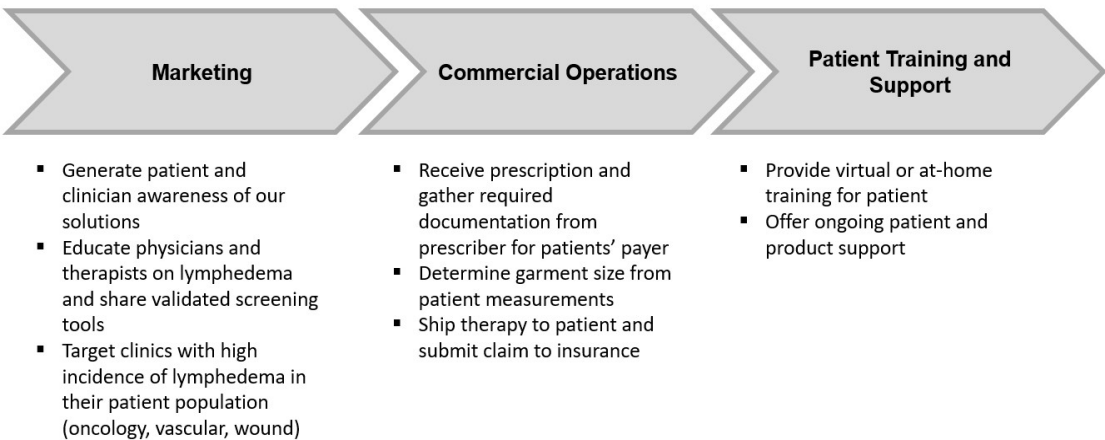 Marketing
Commercial Operations
Patient Training and
Support
▪ Generate patient and
clinician awareness of our
solutions
▪ Educate physicians and
therapists on lymphedema
and share validated screening
tools
▪ Target clinics with high
incidence of lymphedema in
their patient population
(oncology, vascular, wound)
▪ Receive prescription and
gather required
documentation from
prescriber for patients’ payer
▪ Determine garment size from
patient measurements
▪ Ship therapy to patient and
submit claim to insurance
▪ Provide virtual or at-home
training for patient
▪ Offer ongoing patient and
product support